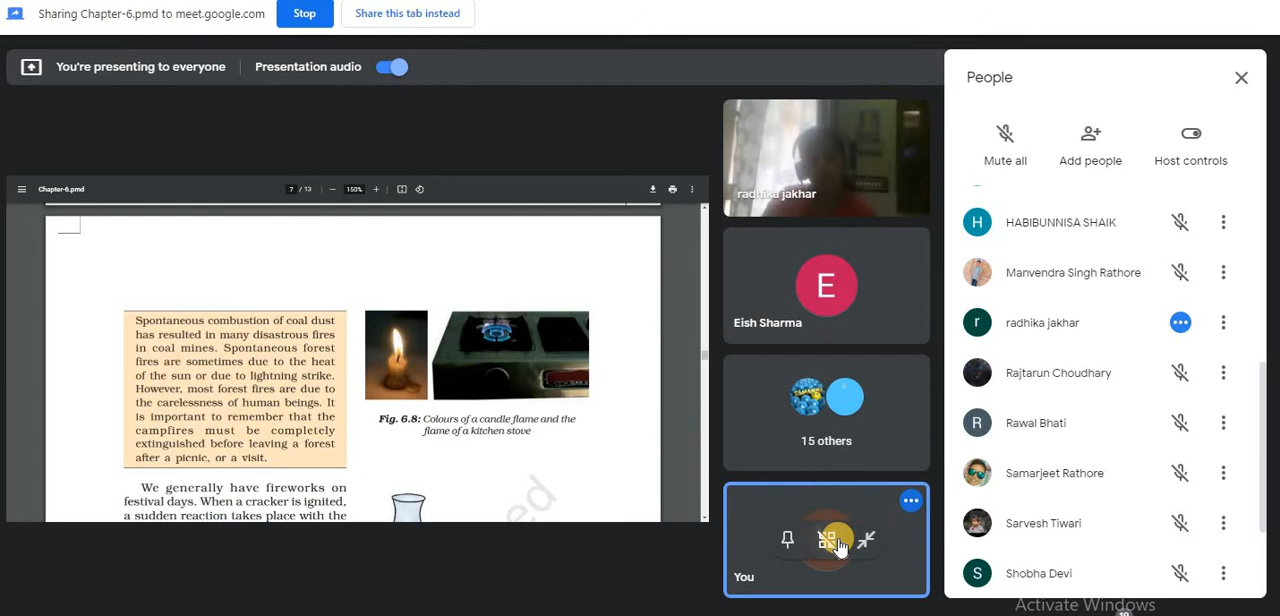 Sharing Chapter-6.pmd to meet.google.com
Stop
Share this tab instead
You're presenting to everyone
Presentation audio
Chapter-6.pmd
7 / 13
150%
Spontaneous combustion of coal dust
has resulted in many disastrous fires
in coal mines. Spontaneous forest
fires are sometimes due to the heat
of the sun or due to lightning strike.
However, most forest fires are due to
the carelessness of human beings. It
is important to remember that the
campfires must be completely
extinguished before leaving a forest
after a picnic, or a visit.
Fig. 6.8: Colours of a candle flame and the
flame of a kitchen stove
We generally have fireworks on
festival days. When a cracker is ignited,
a sudden reaction takes place with the
ed
radhika jakhar
E
Eish Sharma
15 others
You
People
Mute all
Add people
Host controls
H
HABIBUNNISA SHAIK
Manvendra Singh Rathore
r
radhika jakhar
Rajtarun Choudhary
R
Rawal Bhati
Samarjeet Rathore
Sarvesh Tiwari
S
Shobha Devi
Activate Windows